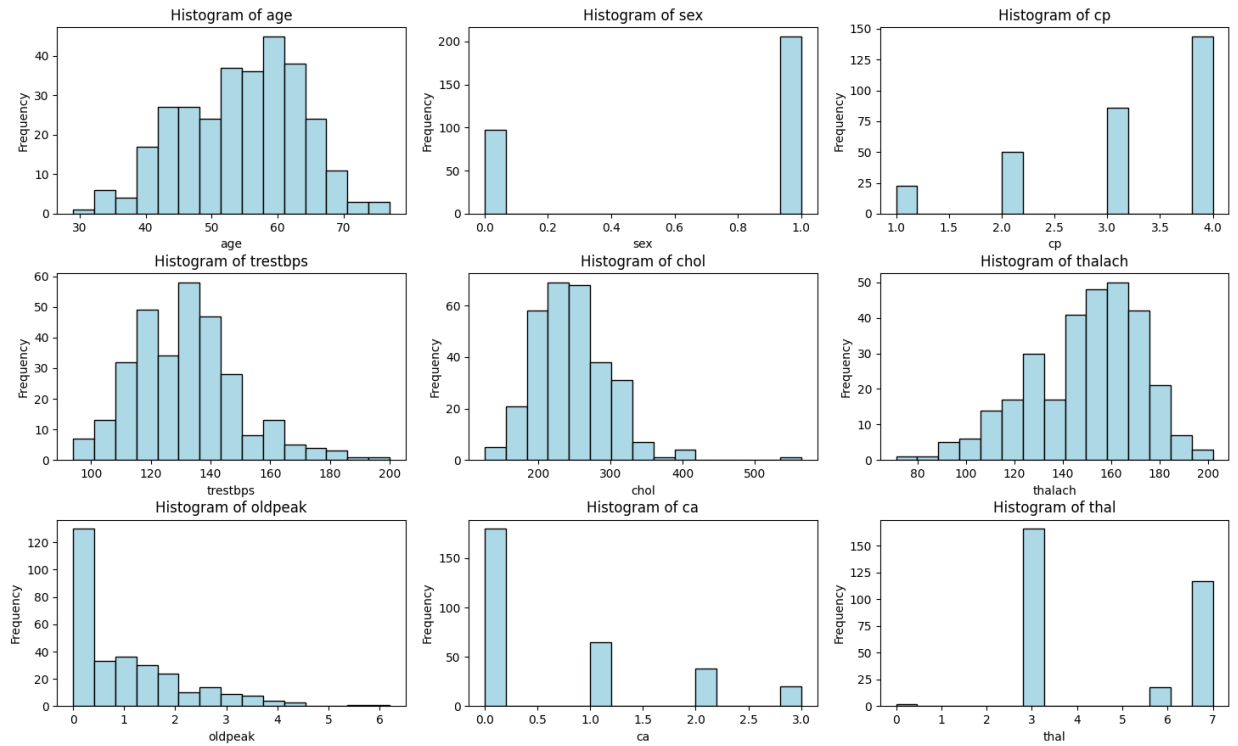 Histogram of age
Histogram of sex
Histogram of cp
Frequency
40
30
20
10
0
30 40 50 60 70
age
Frequency
200
150
100
50
0
0.0 0.2 0.4 0.6 0.8 1.0
sex
Frequency
150
125
100
75
50
25
0
1.0 1.5 2.0 2.5 3.0 3.5 4.0
cp
Histogram of trestbps
Histogram of chol
Histogram of thalach
Frequency
60
50
40
30
20
10
0
100 120 140 160 180 200
trestbps
Frequency
60
40
20
0
200 300 400 500
chol
Frequency
50
40
30
20
10
0
80 100 120 140 160 180 200
thalach
Histogram of oldpeak
Histogram of ca
Histogram of thal
Frequency
120
100
80
60
40
20
0
0 1 2 3 4 5 6
oldpeak
Frequency
150
100
50
0
0.0 0.5 1.0 1.5 2.0 2.5 3.0
ca
Frequency
150
125
100
75
50
25
0
0 1 2 3 4 5 6 7
thal